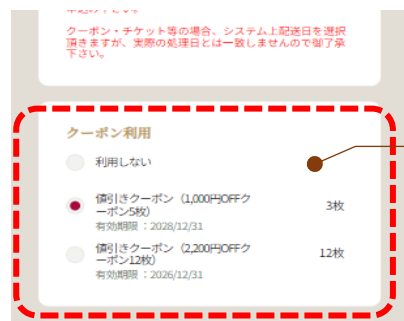 クーポン・チケット等の場合、システム上配送日を選択
頂きますが、実際の処理日とは一致しませんので御了承
下さい。
クーポン利用
利用しない
値引きクーポン（1,000円OFFク
ーポン5枚）
3枚
有効期限：2028/12/31
値引きクーポン（2,200円OFFク
ーポン12枚）
12枚
有効期限：2026/12/31